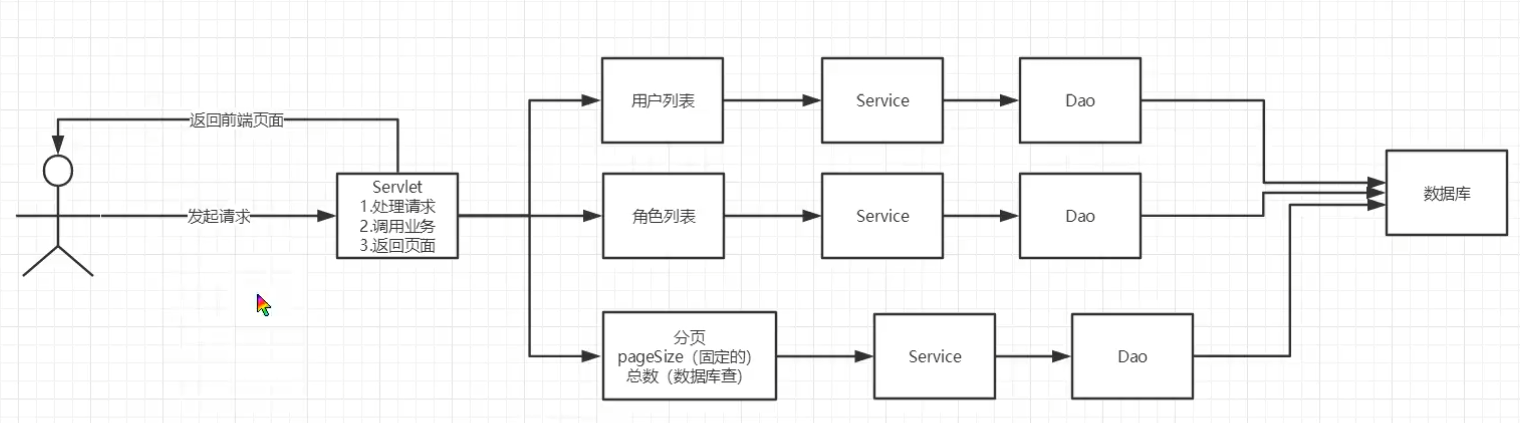 返回前端页面
发起请求
Servlet
1.处理请求
2.调用业务
3.返回页面
用户列表
Service
Dao
角色列表
Service
Dao
分页
pageSize（固定的）
总数（数据库查）
Service
Dao
数据库